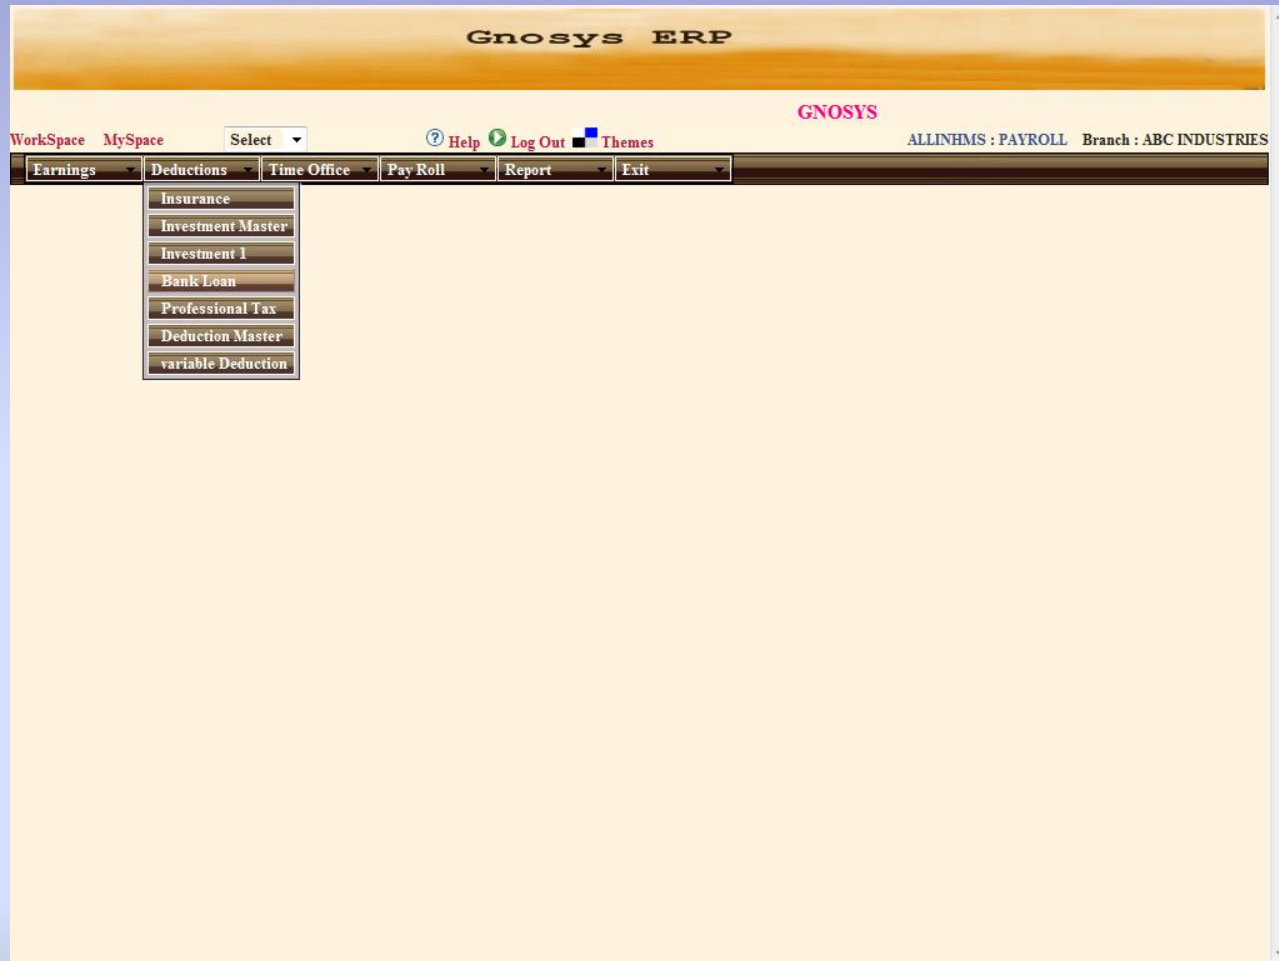 Gnosys ERP
GNOSYS
WorkSpace MySpace Select Help Log Out Themes ALLINHMS : PAYROLL Branch : ABC INDUSTRIES
Earnings Deductions Time Office Pay Roll Report Exit
Insurance
Investment Master
Investment 1
Bank Loan
Professional Tax
Deduction Master
variable Deduction